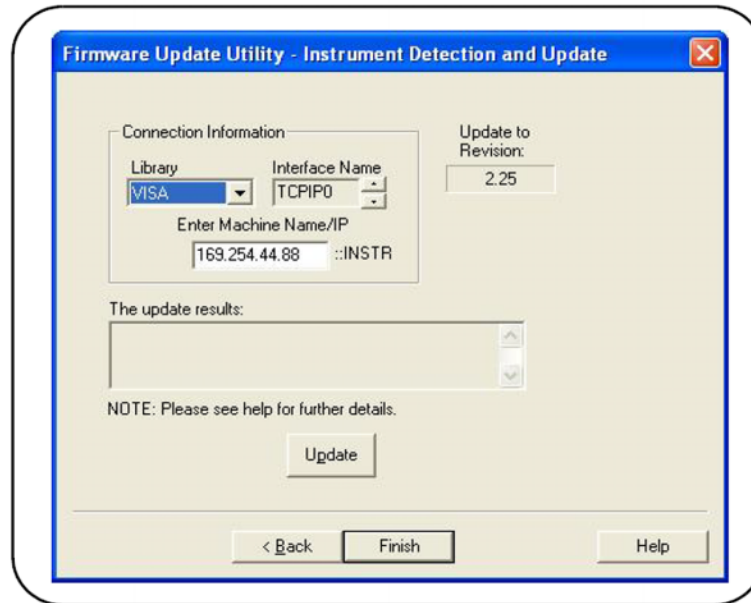 Firmware Update Utility - Instrument Detection and Update
Connection Information
Library
Interface Name
VISA
TCPIP0
Enter Machine Name/IP
169.254.44.88 ::INSTR
Update to
Revision:
2.25
The update results:
NOTE: Please see help for further details.
Update
< Back
Finish
Help